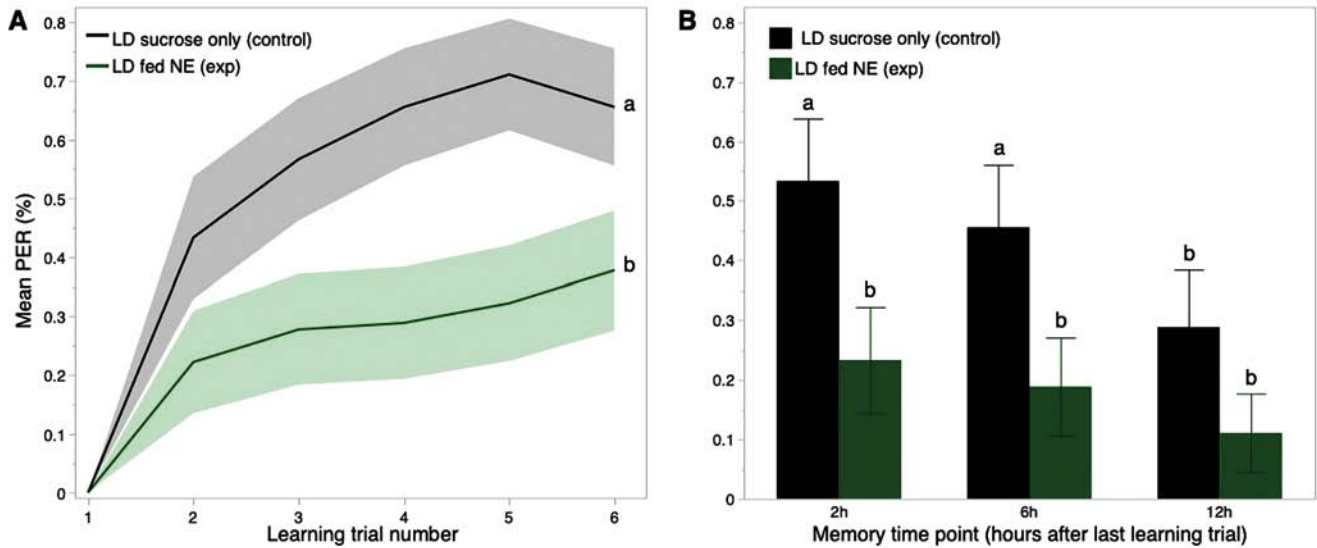 A
LD sucrose only (control)
LD fed NE (exp)
Mean PER (%)
0.8
0.7
0.6
0.5
0.4
0.3
0.2
0.1
0
a
b
1 2 3 4 5 6
Learning trial number
B
LD sucrose only (control)
LD fed NE (exp)
0.8
0.7
0.6
0.5
0.4
0.3
0.2
0.1
0
a
b
a
b
b
b
2h 6h 12h
Memory time point (hours after last learning trial)